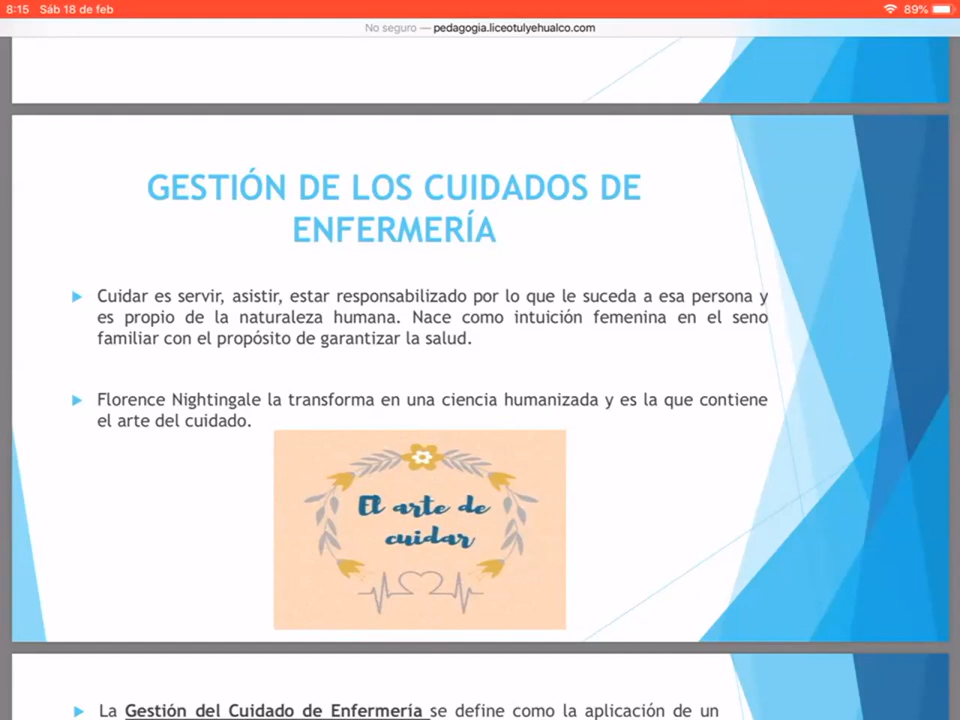 8:15 Sáb 18 de feb
89%
No seguro — pedagogia.liceotulyehualco.com
GESTIÓN DE LOS CUIDADOS DE
ENFERMERÍA
Cuidar es servir, asistir, estar responsabilizado por lo que le suceda a esa persona y
es propio de la naturaleza humana. Nace como intuición femenina en el seno
familiar con el propósito de garantizar la salud.
Florence Nightingale la transforma en una ciencia humanizada y es la que contiene
el arte del cuidado.
El arte de
cuidar
La Gestión del Cuidado de Enfermería se define como la aplicación de un